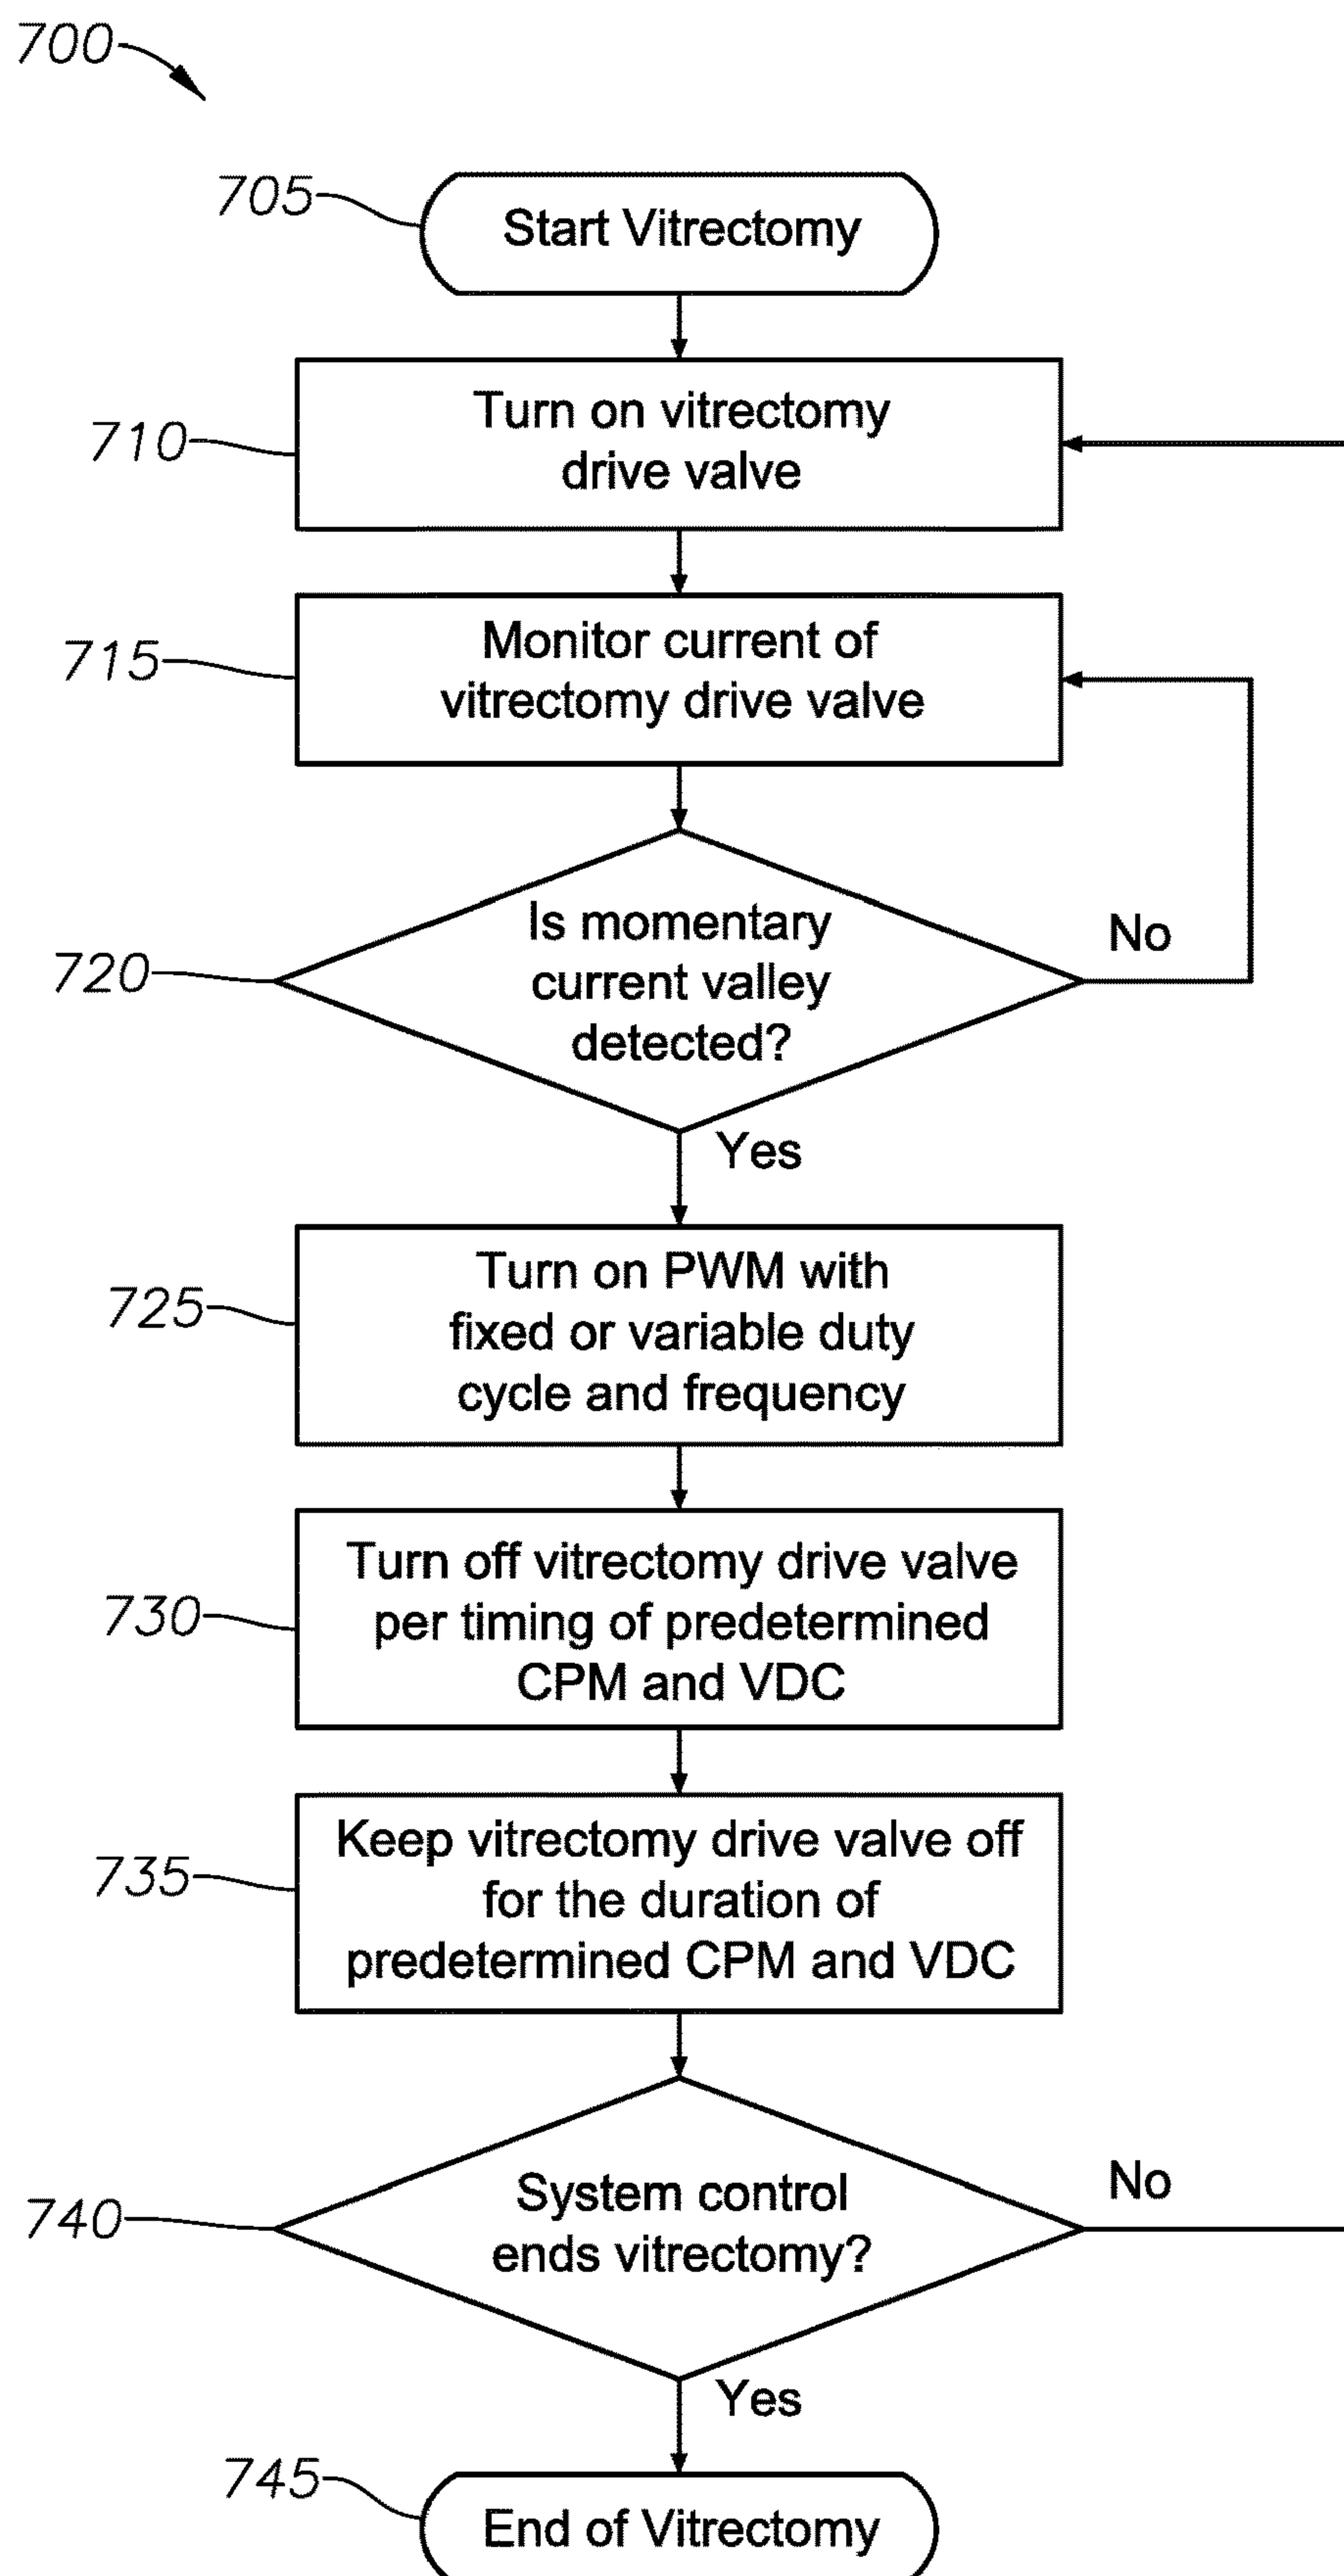 700
705
Start Vitrectomy
710
Turn on vitrectomy
drive valve
715
Monitor current of
vitrectomy drive valve
720
Is momentary
current valley
detected?
No
Yes
725
Turn on PWM with
fixed or variable duty
cycle and frequency
730
Turn off vitrectomy drive valve
per timing of predetermined
CPM and VDC
735
Keep vitrectomy drive valve off
for the duration of
predetermined CPM and VDC
740
System control
ends vitrectomy?
No
Yes
745
End of Vitrectomy